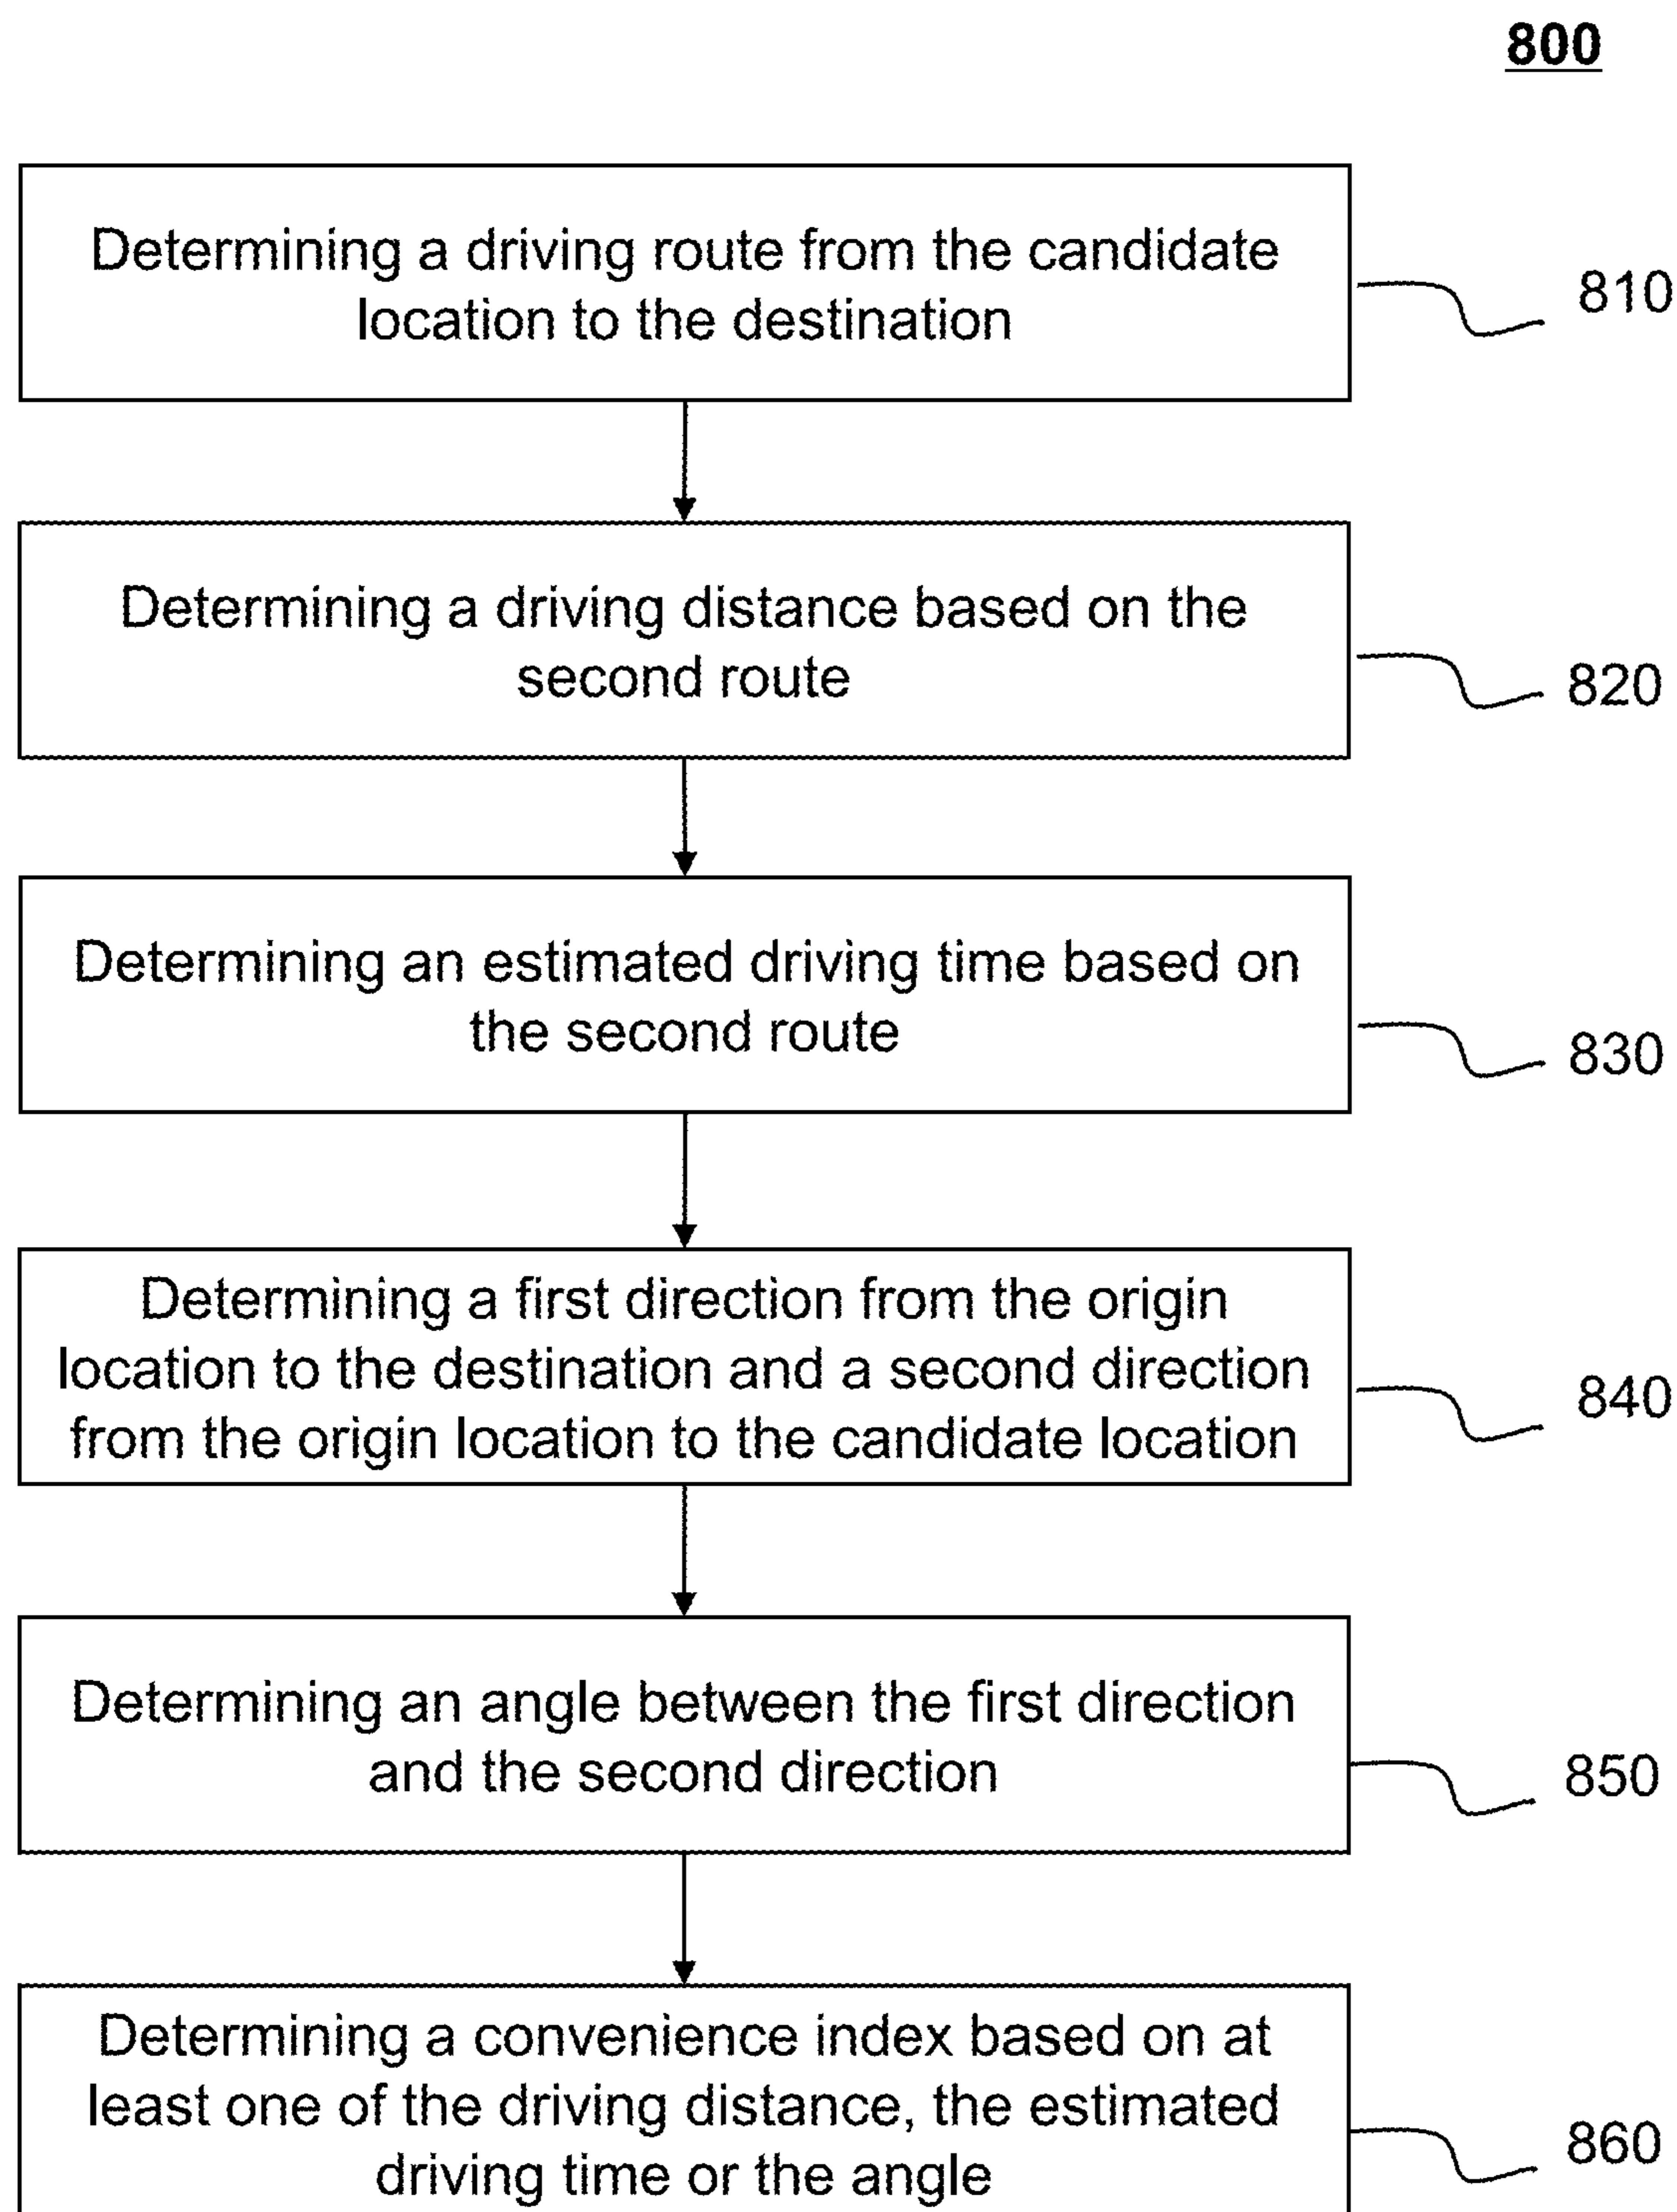 800
Determining a driving route from the candidate
location to the destination
810
Determining a driving distance based on the
second route
820
Determining an estimated driving time based on
the second route
830
Determining a first direction from the origin
location to the destination and a second direction
from the origin location to the candidate location
840
Determining an angle between the first direction
and the second direction
850
Determining a convenience index based on at
least one of the driving distance, the estimated
driving time or the angle
860